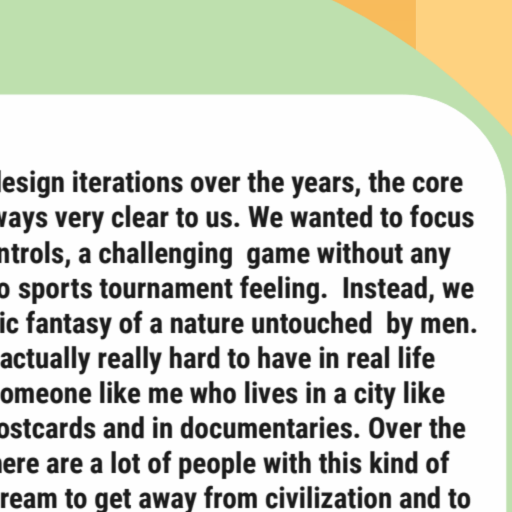 design iterations over the years, the core
ways very clear to us. We wanted to focus
ntrols, a challenging  game without any
o sports tournament feeling.  Instead, we
ic fantasy of a nature untouched  by men.
actually really hard to have in real life
omeone like me who lives in a city like
ostcards and in documentaries. Over the
here are a lot of people with this kind of
ream to get away from civilization and to